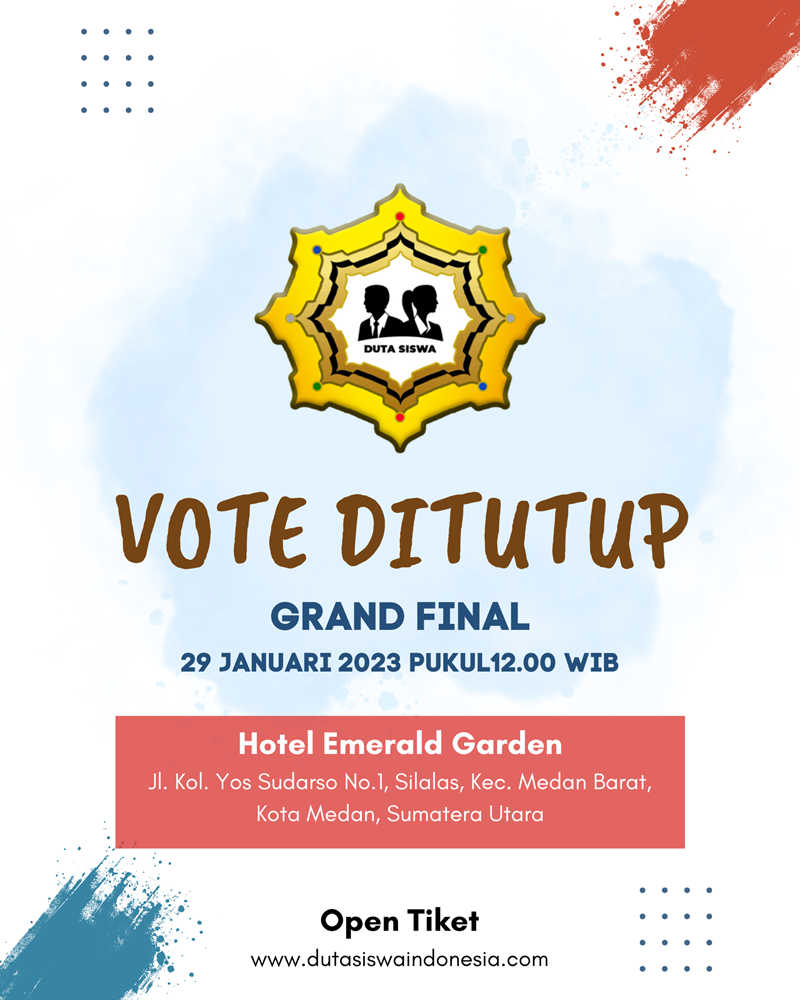 DUTA SISWA
VOTE DITUTUP
GRAND FINAL
29 JANUARI 2023 PUKUL12.00 WIB
Hotel Emerald Garden
Jl. Kol. Yos Sudarso No.1, Silalas, Kec. Medan Barat,
Kota Medan, Sumatera Utara
Open Tiket
www.dutasiswaindonesia.com